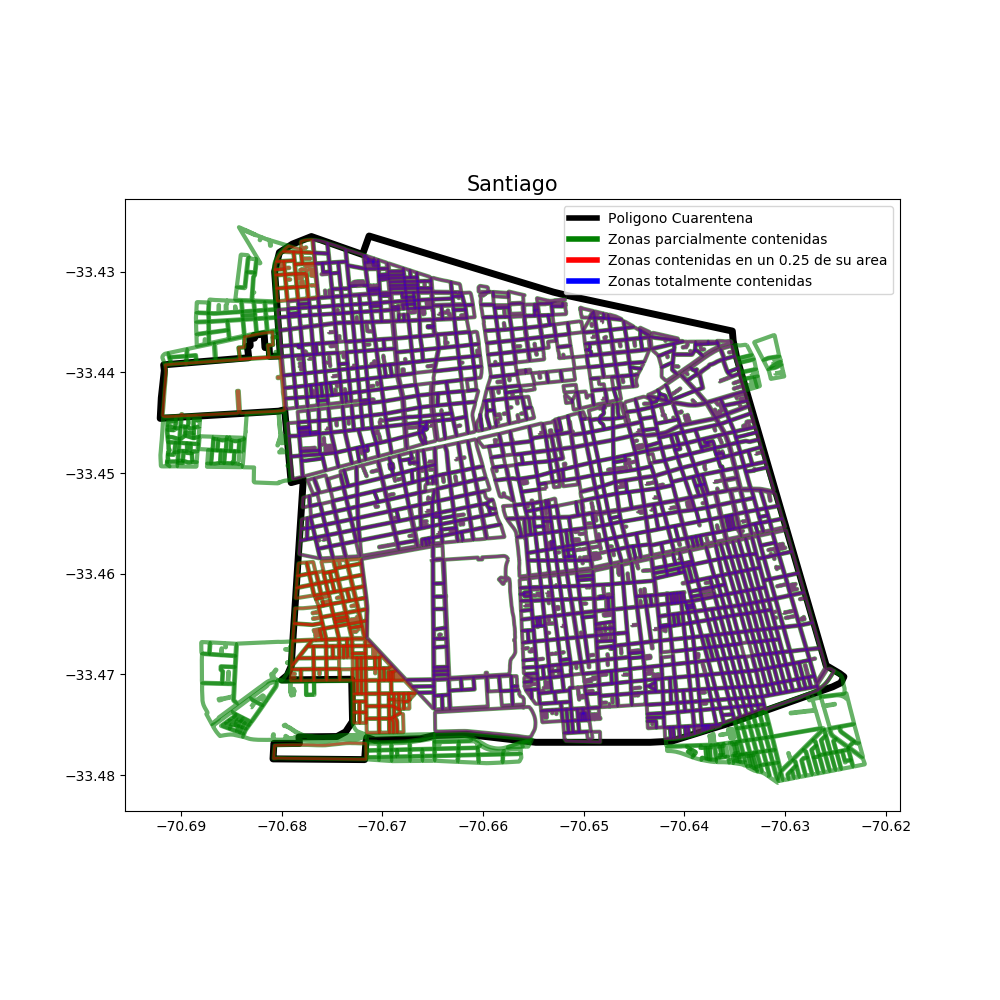 Santiago
Poligono Cuarentena
Zonas parcialmente contenidas
Zonas contenidas en un 0.25 de su area
Zonas totalmente contenidas
−33.43
−33.44
−33.45
−33.46
−33.47
−33.48
−70.69 −70.68 −70.67 −70.66 −70.65 −70.64 −70.63 −70.62